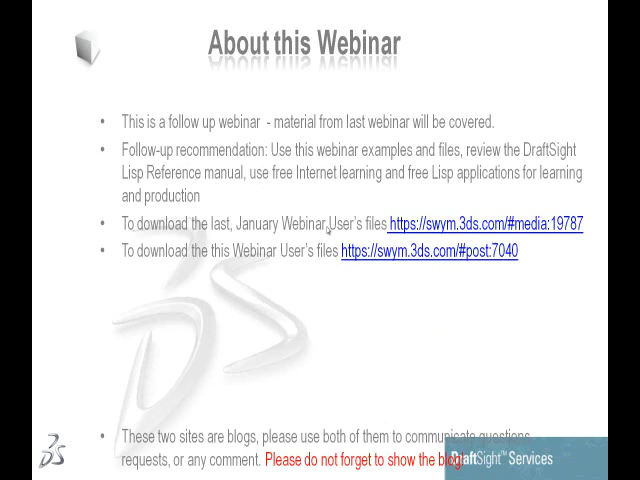 About this Webinar
• This is a follow up webinar - material from last webinar will be covered.
• Follow-up recommendation: Use this webinar examples and files, review the DraftSight
Lisp Reference manual, use free Internet learning and free Lisp applications for learning
and production
• To download the last, January Webinar User's files https://swym.3ds.com/#media:19787
• To download the this Webinar User's files https://swym.3ds.com/#post:7040
• These two sites are blogs, please use both of them to communicate questions,
requests, or any comment. Please do not forget to show the blog!
DraftSight™ Services